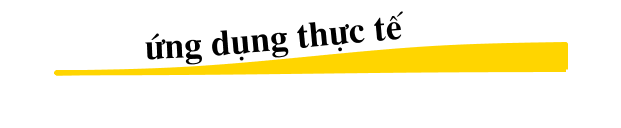 ứng dụng thực tế